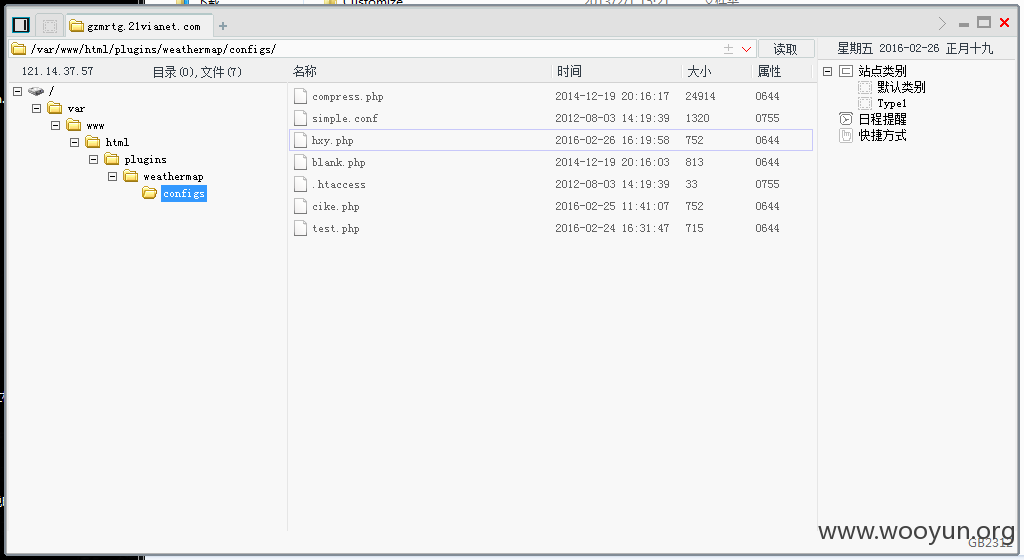 Customize
gzmrtg.21vianet.com
/var/www/html/plugins/weathermap/configs/
读取
星期五 2016-02-26 正月十九
121.14.37.57
目录(0),文件(7)
名称 时间 大小 属性
/
var
www
html
plugins
weathermap
configs
compress.php 2014-12-19 20:16:17 24914 0644
simple.conf 2012-08-03 14:19:39 1320 0755
hxy.php 2016-02-26 16:19:58 752 0644
blank.php 2014-12-19 20:16:03 813 0644
.htaccess 2012-08-03 14:19:39 33 0755
cike.php 2016-02-25 11:41:07 752 0644
test.php 2016-02-24 16:31:47 715 0644
站点类别
默认类别
Type1
日程提醒
快捷方式
www.wooyun.org
GB2312